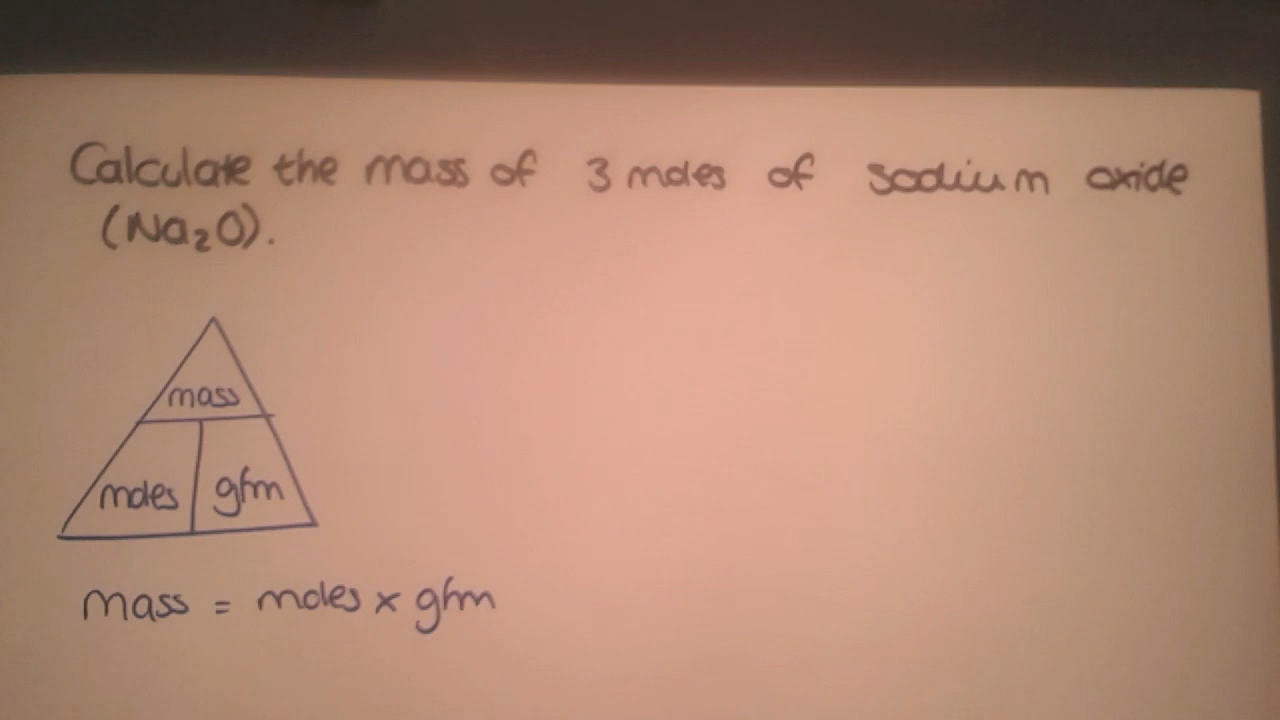 Calculate the mass of 3 moles of sodium oxide
(Na₂O).
mass
moles gfm
mass = moles x gfm